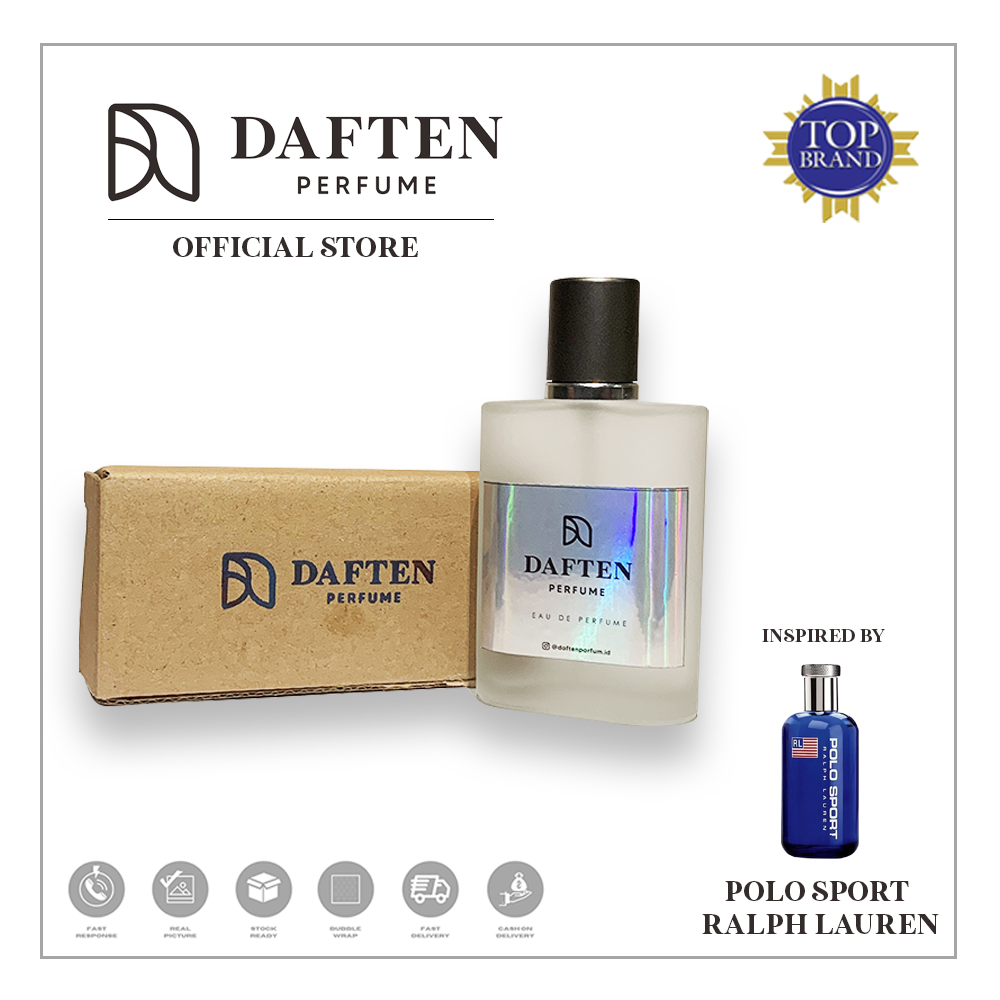 DAFTEN
PERFUME
OFFICIAL STORE
TOP
BRAND
DAFTEN
PERFUME
DAFTEN
PERFUME
EAU DE PERFUME
@daftenparfum.id
INSPIRED BY
RL
POLO SPORT
RALPH LAUREN
POLO SPORT
RALPH LAUREN
FAST
RESPONSE
REAL
PICTURE
STOCK
READY
BUBBLE
WRAP
FAST
DELIVERY
CASH ON
DELIVERY